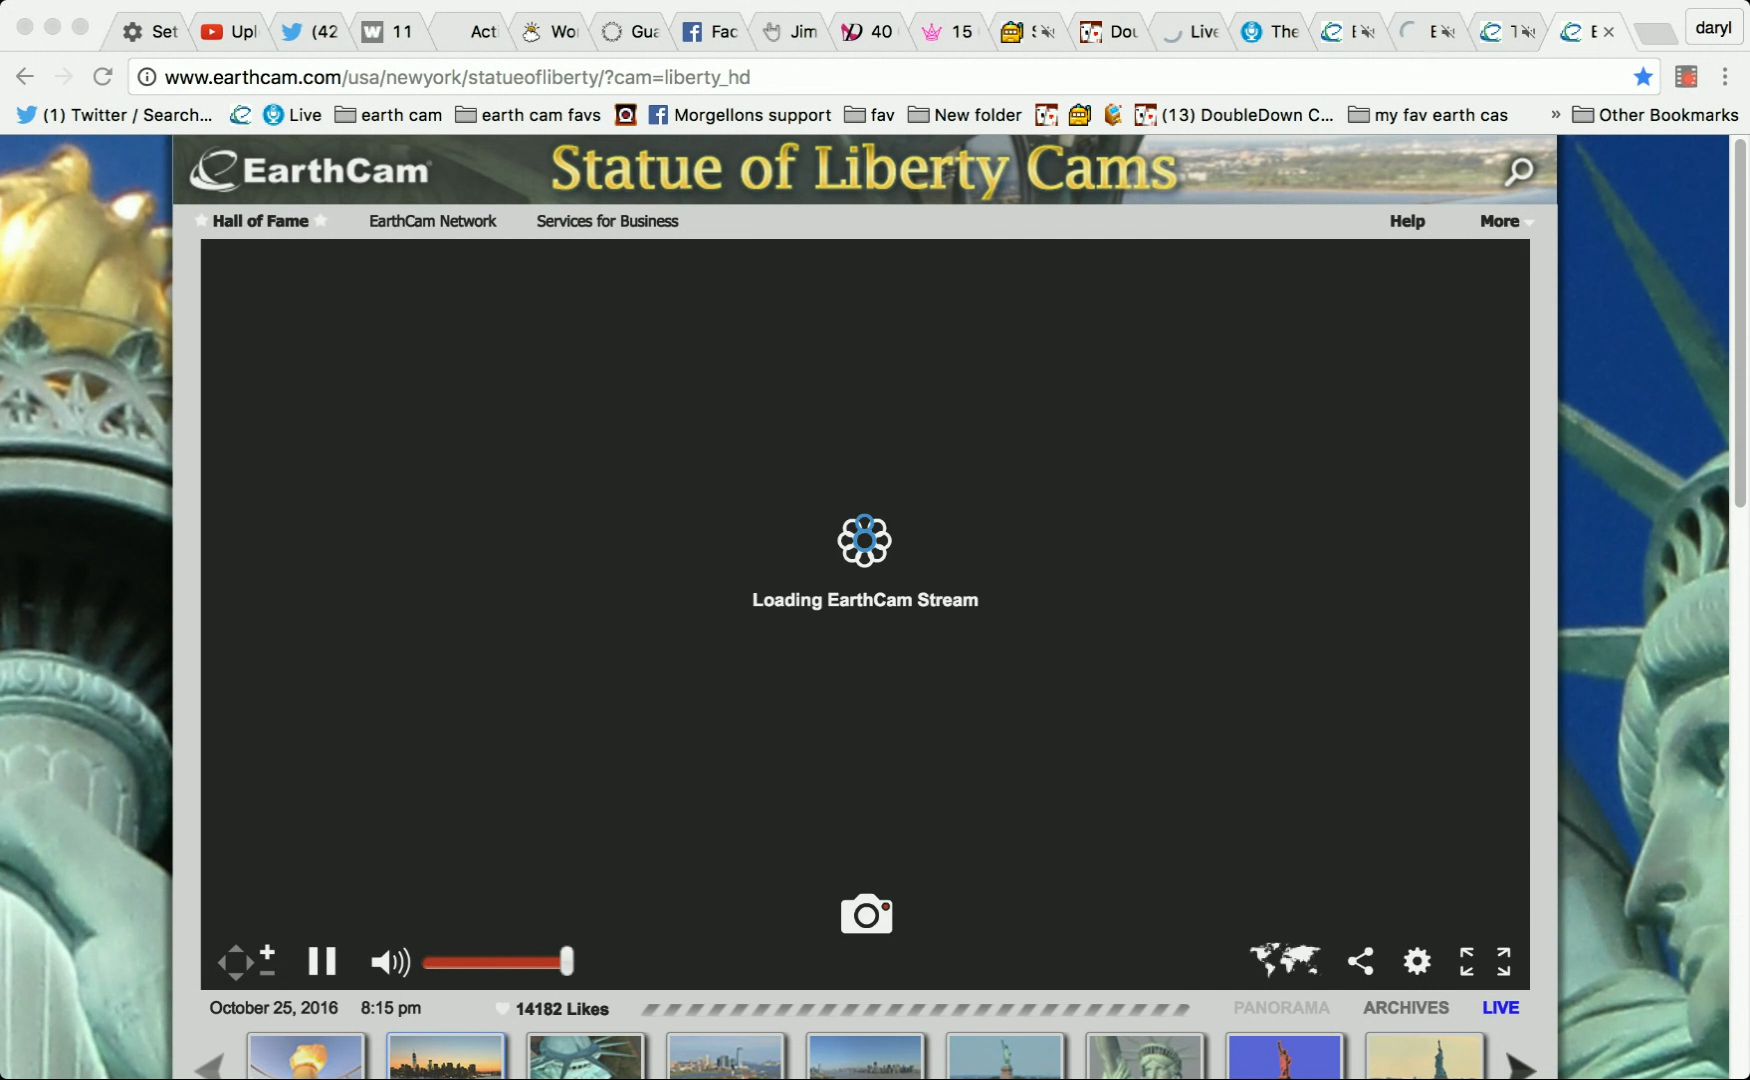 Set
Upl
(42
W 11
Acti
Wo
Gua
Fac
Jim
40
15
S
Dou
Live
The
E
E
T
E
daryl
www.earthcam.com/usa/newyork/statueofliberty/?cam=liberty_hd
(1) Twitter / Search...
Live
earth cam
earth cam favs
Morgellons support
fav
New folder
(13) DoubleDown C...
my fav earth cas
»
Other Bookmarks
EarthCam
Statue of Liberty Cams
Hall of Fame
EarthCam Network
Services for Business
Help
More
Loading EarthCam Stream
October 25, 2016 8:15 pm
14182 Likes
PANORAMA
ARCHIVES
LIVE